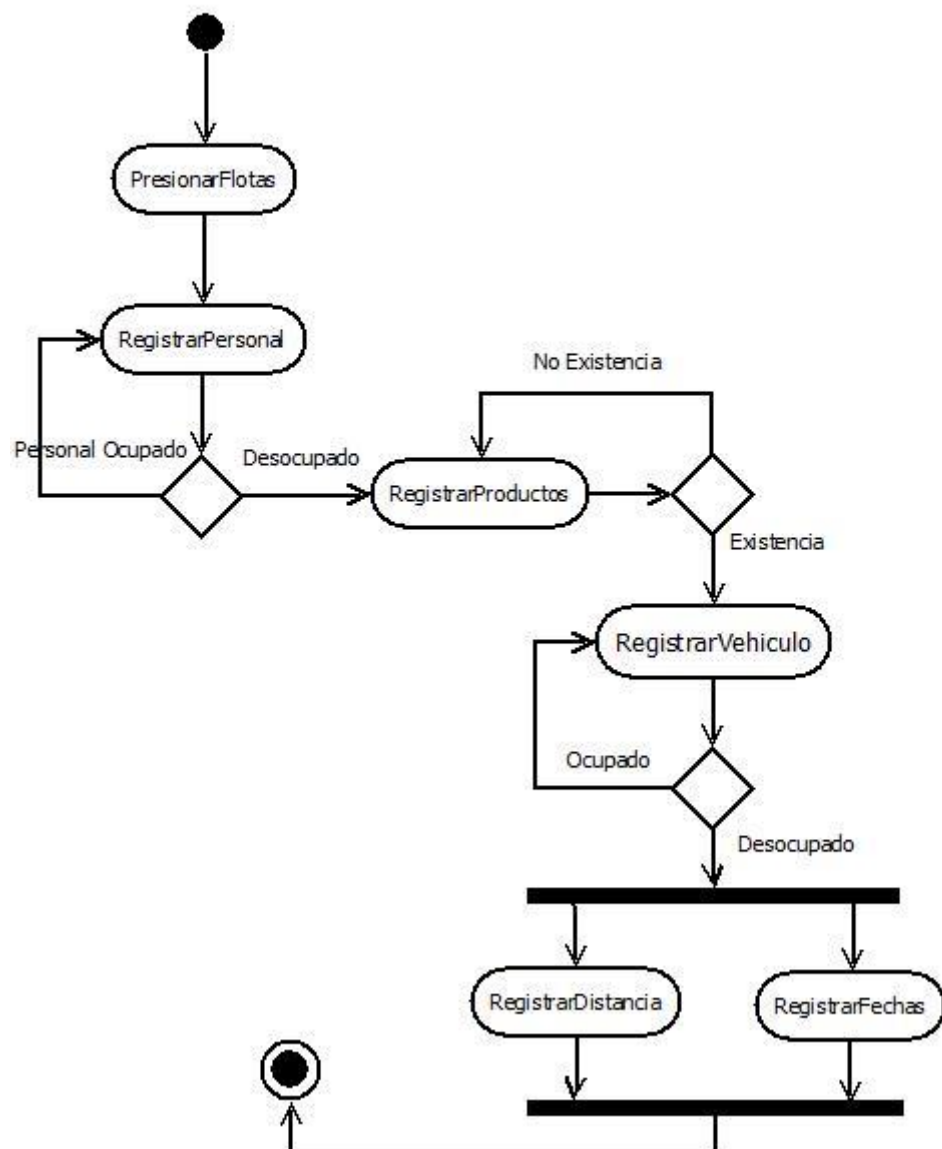 PresionarFlotas
RegistrarPersonal
No Existencia
Personal Ocupado
Desocupado
RegistrarProductos
Existencia
RegistrarVehiculo
Ocupado
Desocupado
RegistrarDistancia
RegistrarFechas